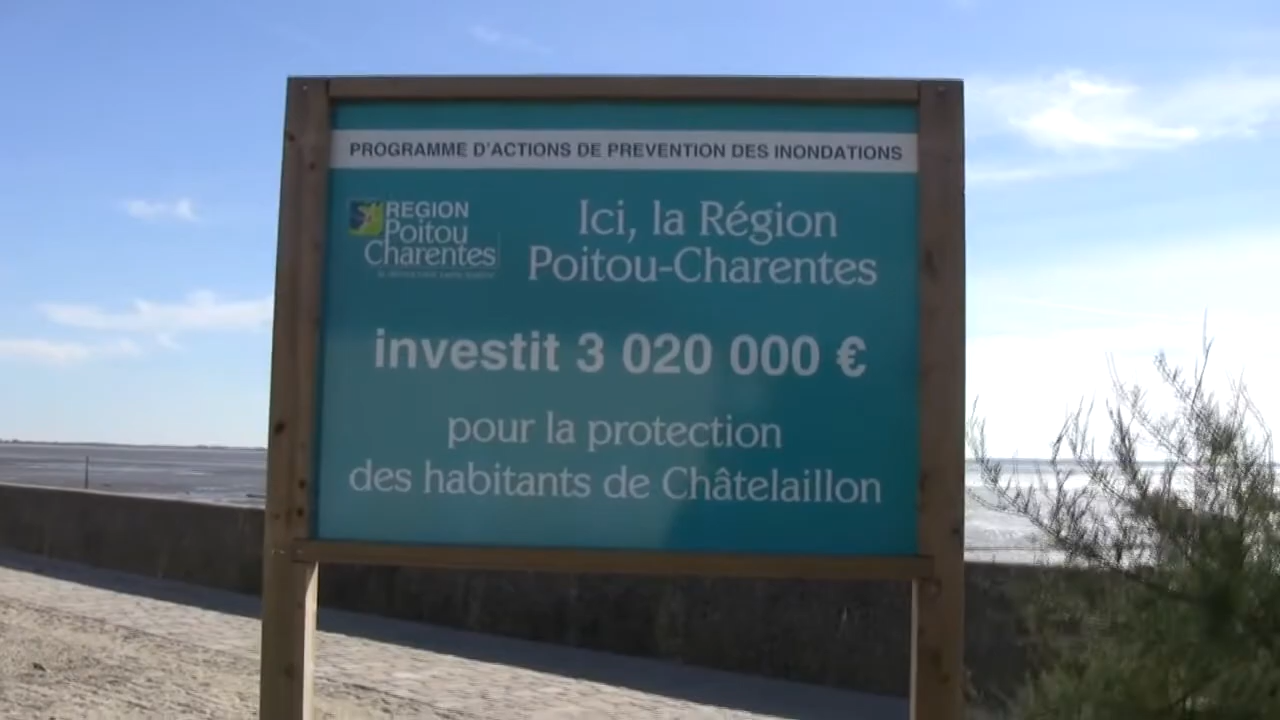 PROGRAMME D'ACTIONS DE PREVENTION DES INONDATIONS
REGION
Poitou
Charentes
Ici, la Région
Poitou-Charentes
investit 3 020 000 €
pour la protection
des habitants de Châtelaillon